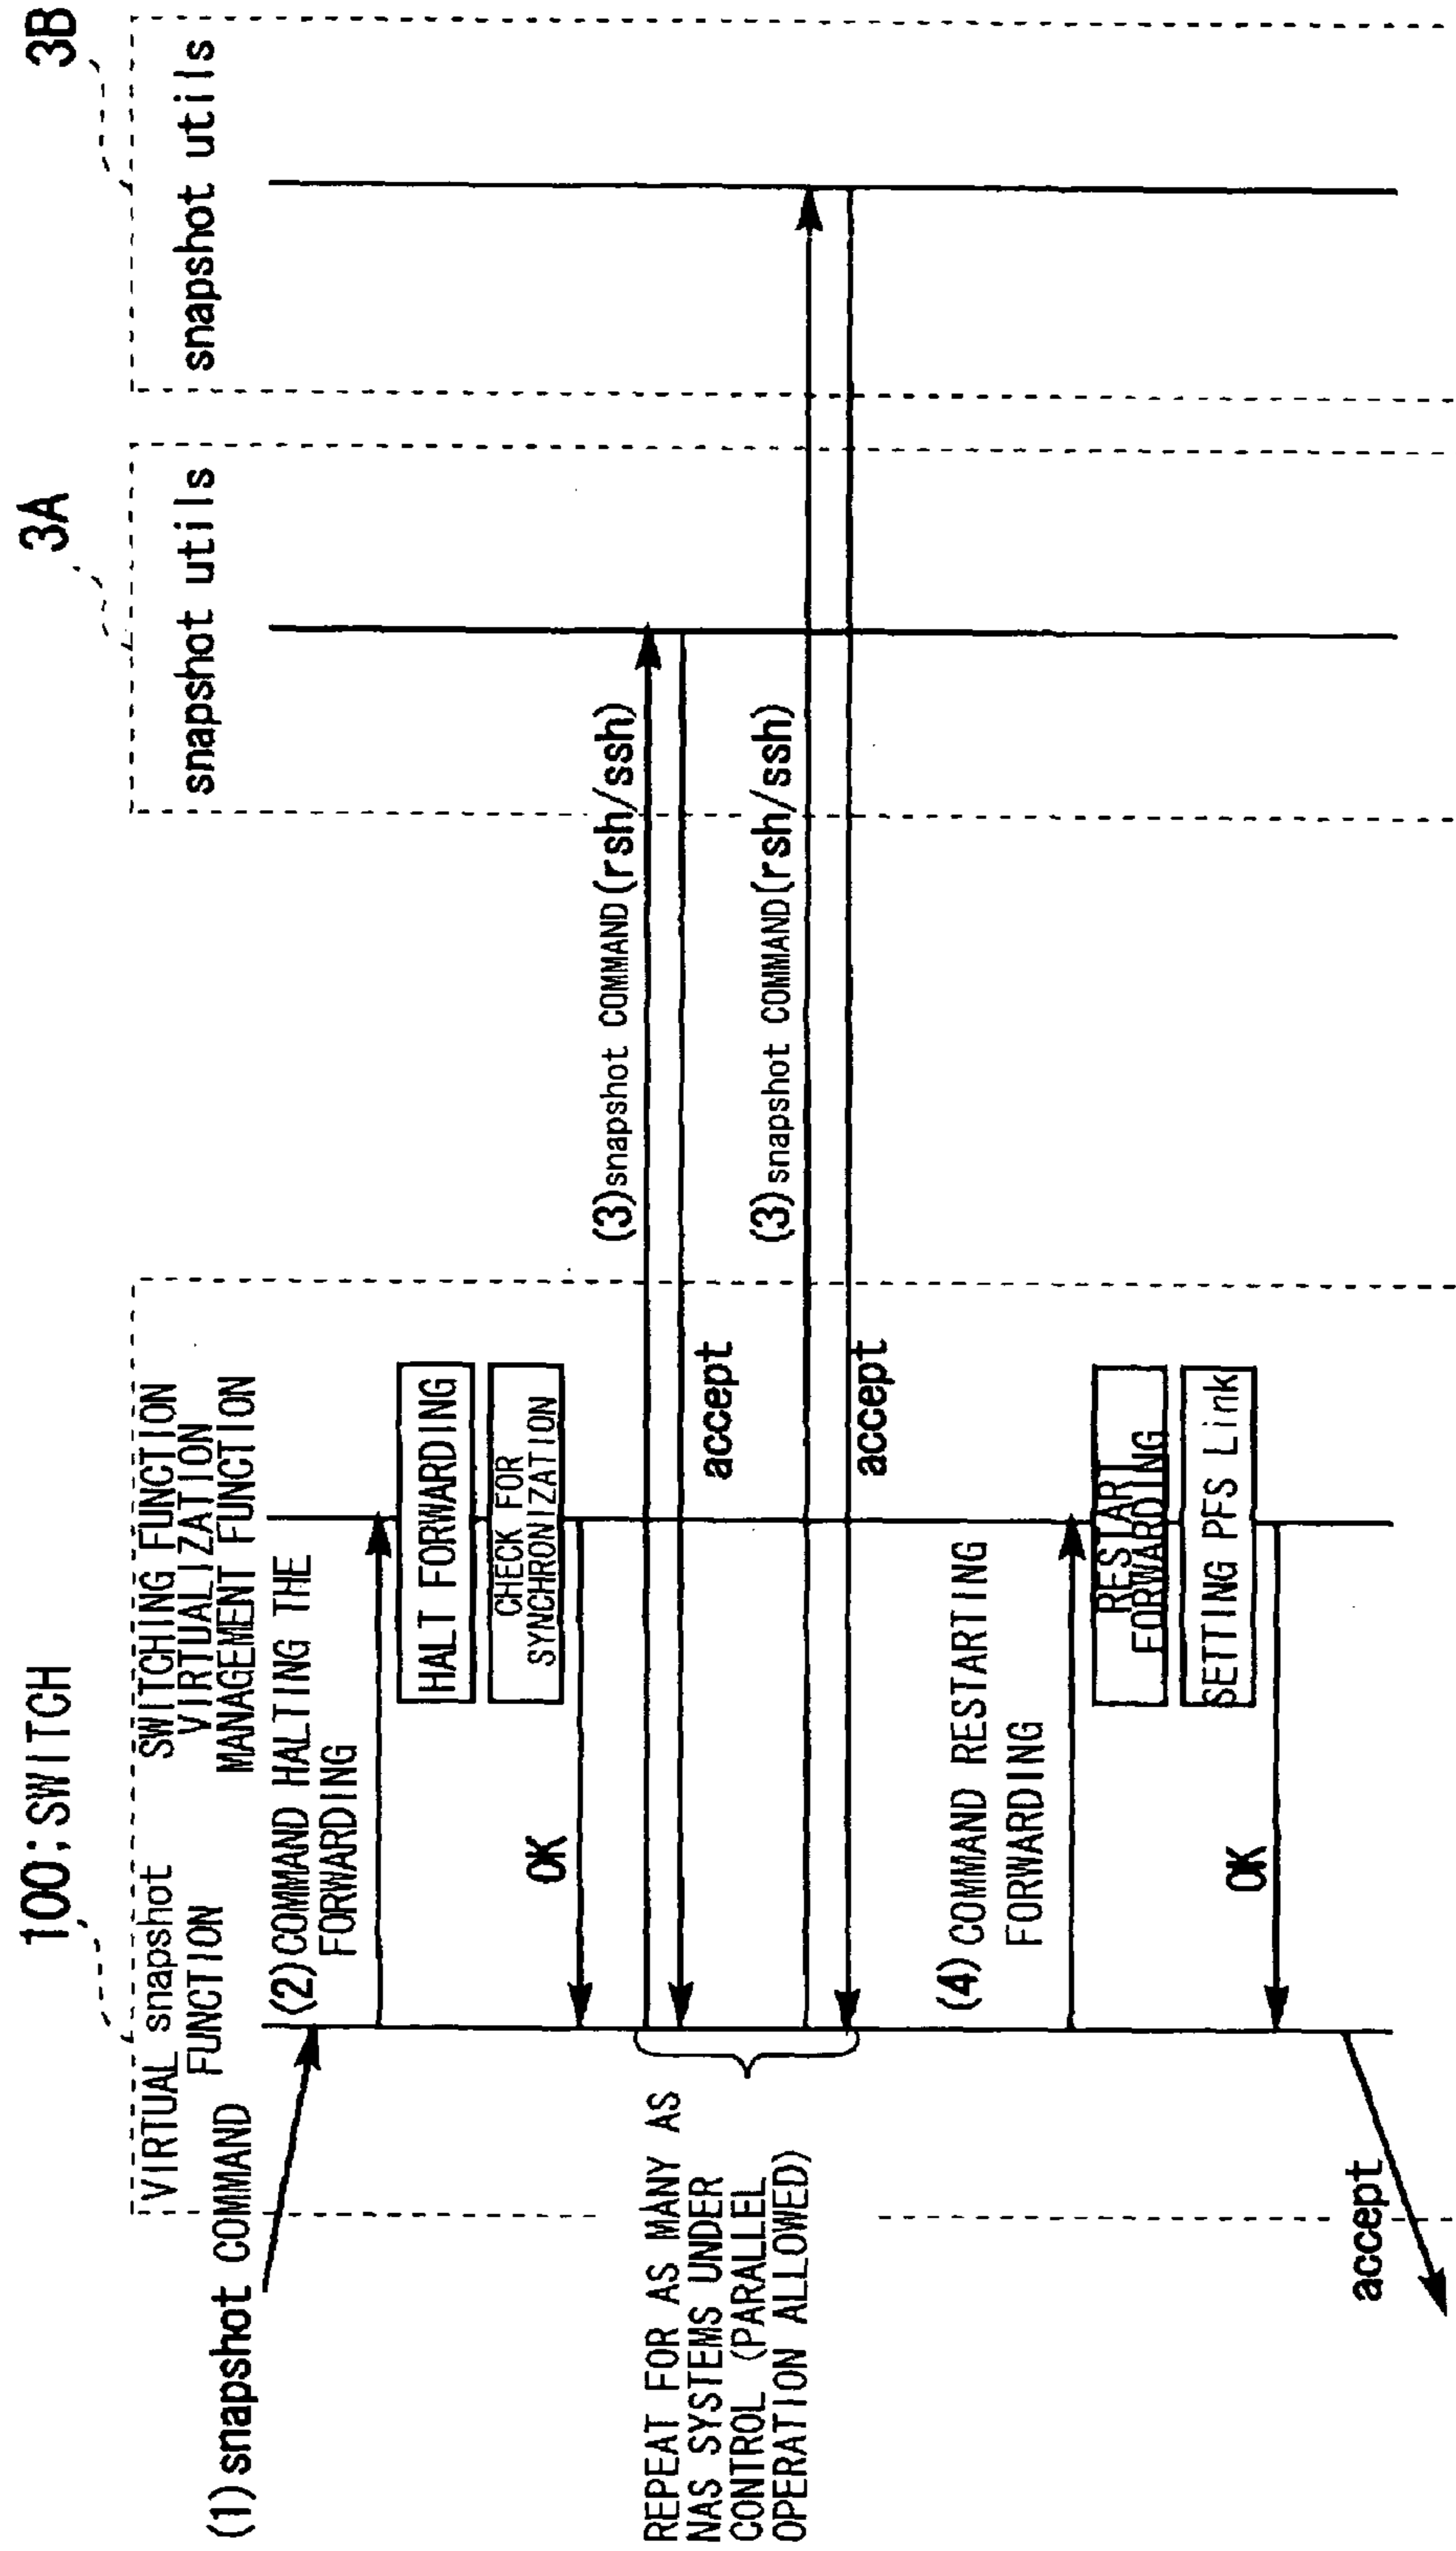 100;SWITCH
3A
3B
VIRTUAL snapshot
FUNCTION
SWITCHING FUNCTION
VIRTUALIZATION
MANAGEMENT FUNCTION
snapshot utils
snapshot utils
(1)snapshot COMMAND
(2)COMMAND HALTING THE
FORWARDING
HALT FORWARDING
CHECK FOR
SYNCHRONIZATION
OK
(3)snapshot COMMAND(rsh/ssh)
accept
(3)snapshot COMMAND(rsh/ssh)
accept
REPEAT FOR AS MANY AS
NAS SYSTEMS UNDER
CONTROL (PARALLEL
OPERATION ALLOWED)
(4)COMMAND RESTARTING
FORWARDING
RESTART
FORWARDING
SETTING PFS Link
OK
accept